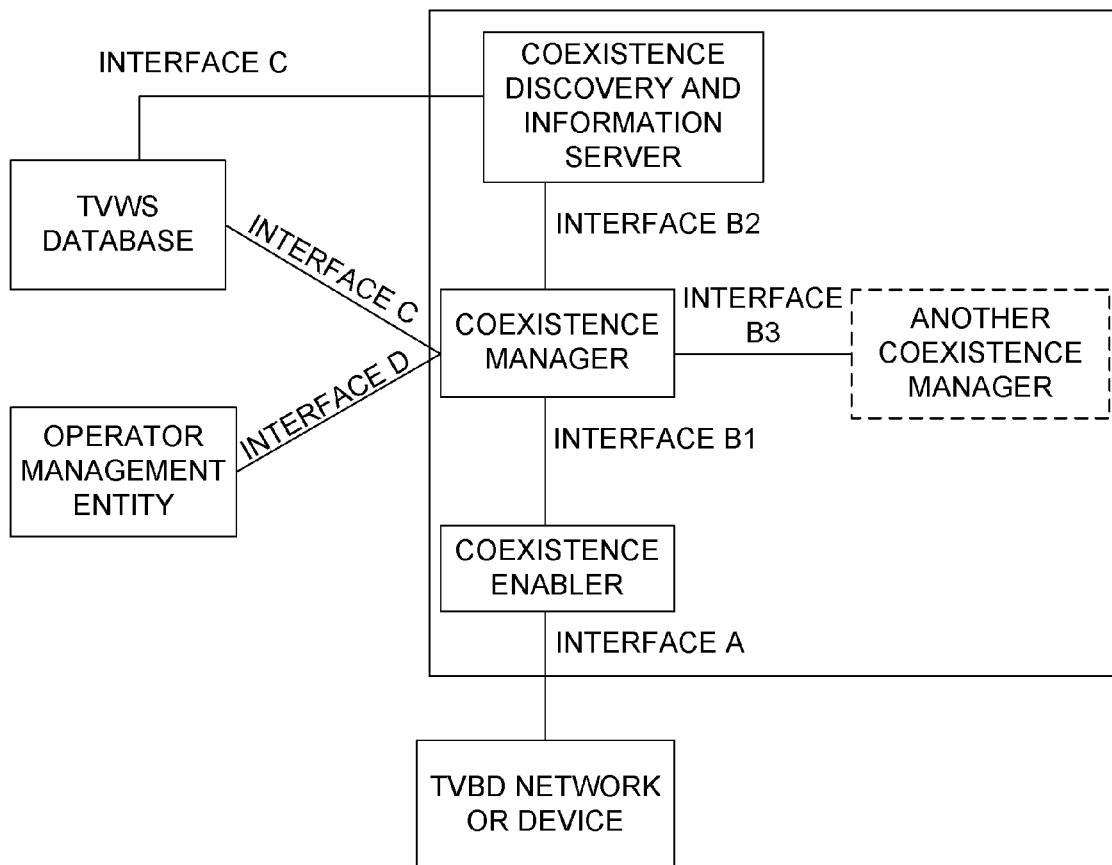 INTERFACE C
COEXISTENCE
DISCOVERY AND
INFORMATION
SERVER
TVWS
DATABASE
INTERFACE B2
INTERFACE C
COEXISTENCE
MANAGER
INTERFACE
B3
ANOTHER
COEXISTENCE
MANAGER
INTERFACE D
OPERATOR
MANAGEMENT
ENTITY
INTERFACE B1
COEXISTENCE
ENABLER
INTERFACE A
TVBD NETWORK
OR DEVICE